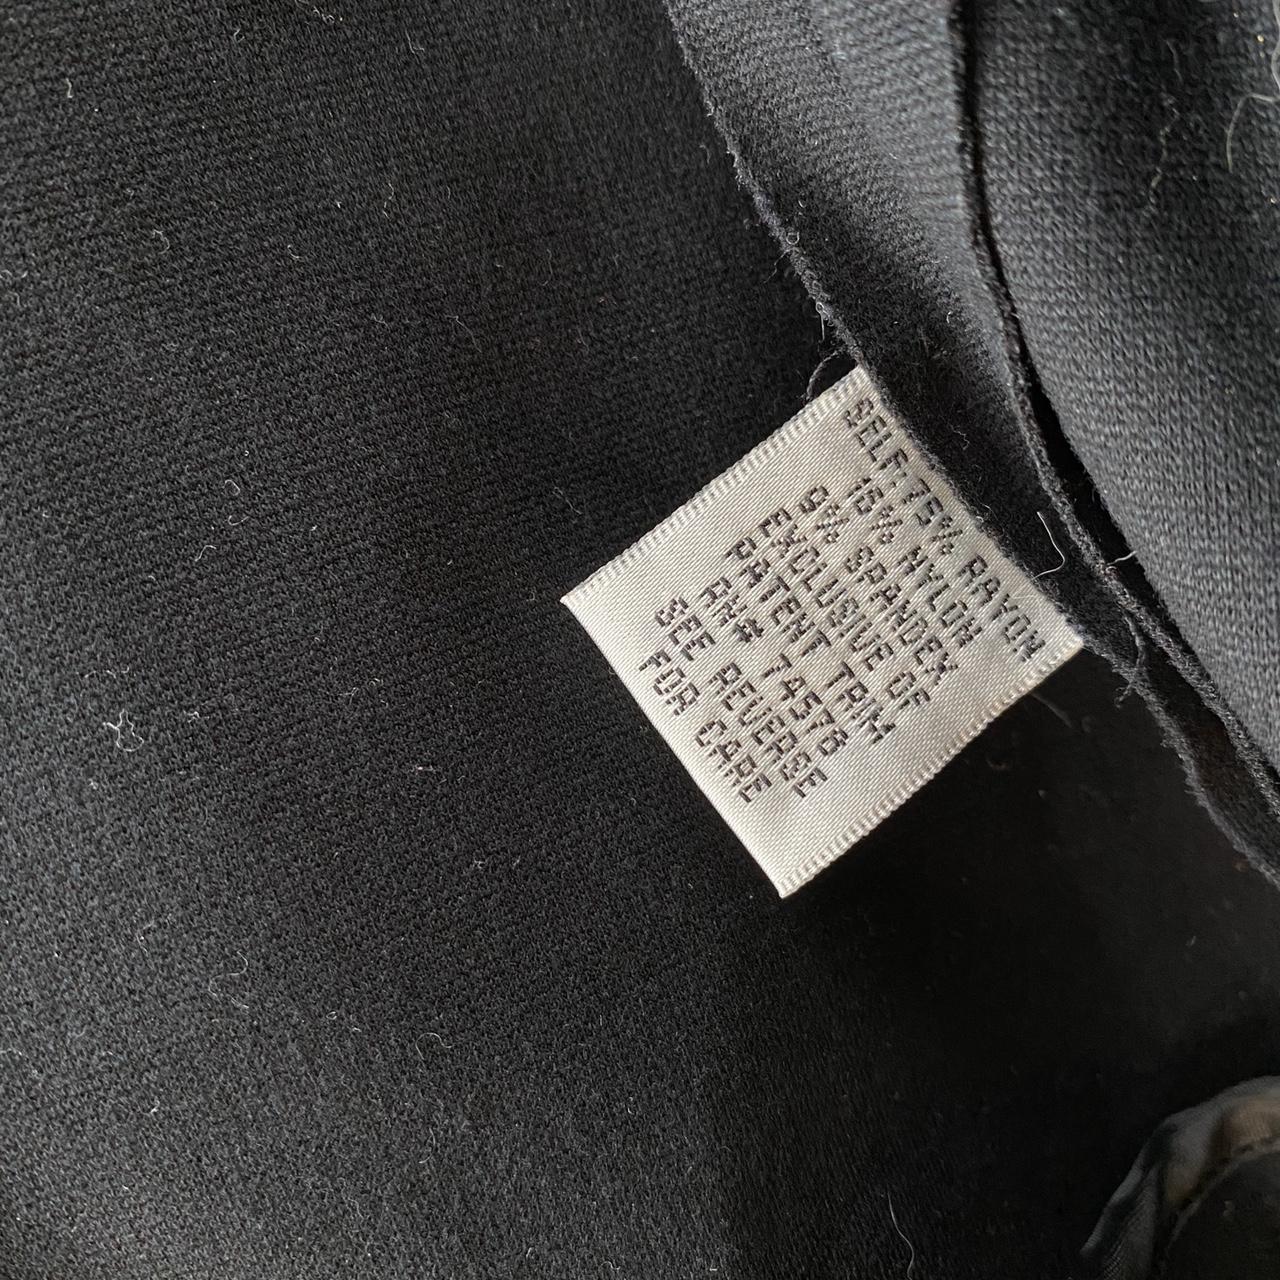 SELF: 75% RAYON
16% NYLON
9% SPANDEX
EXCLUSIVE OF
PATENT TRIM
RN# 74578
SEE REVERSE
FOR CARE